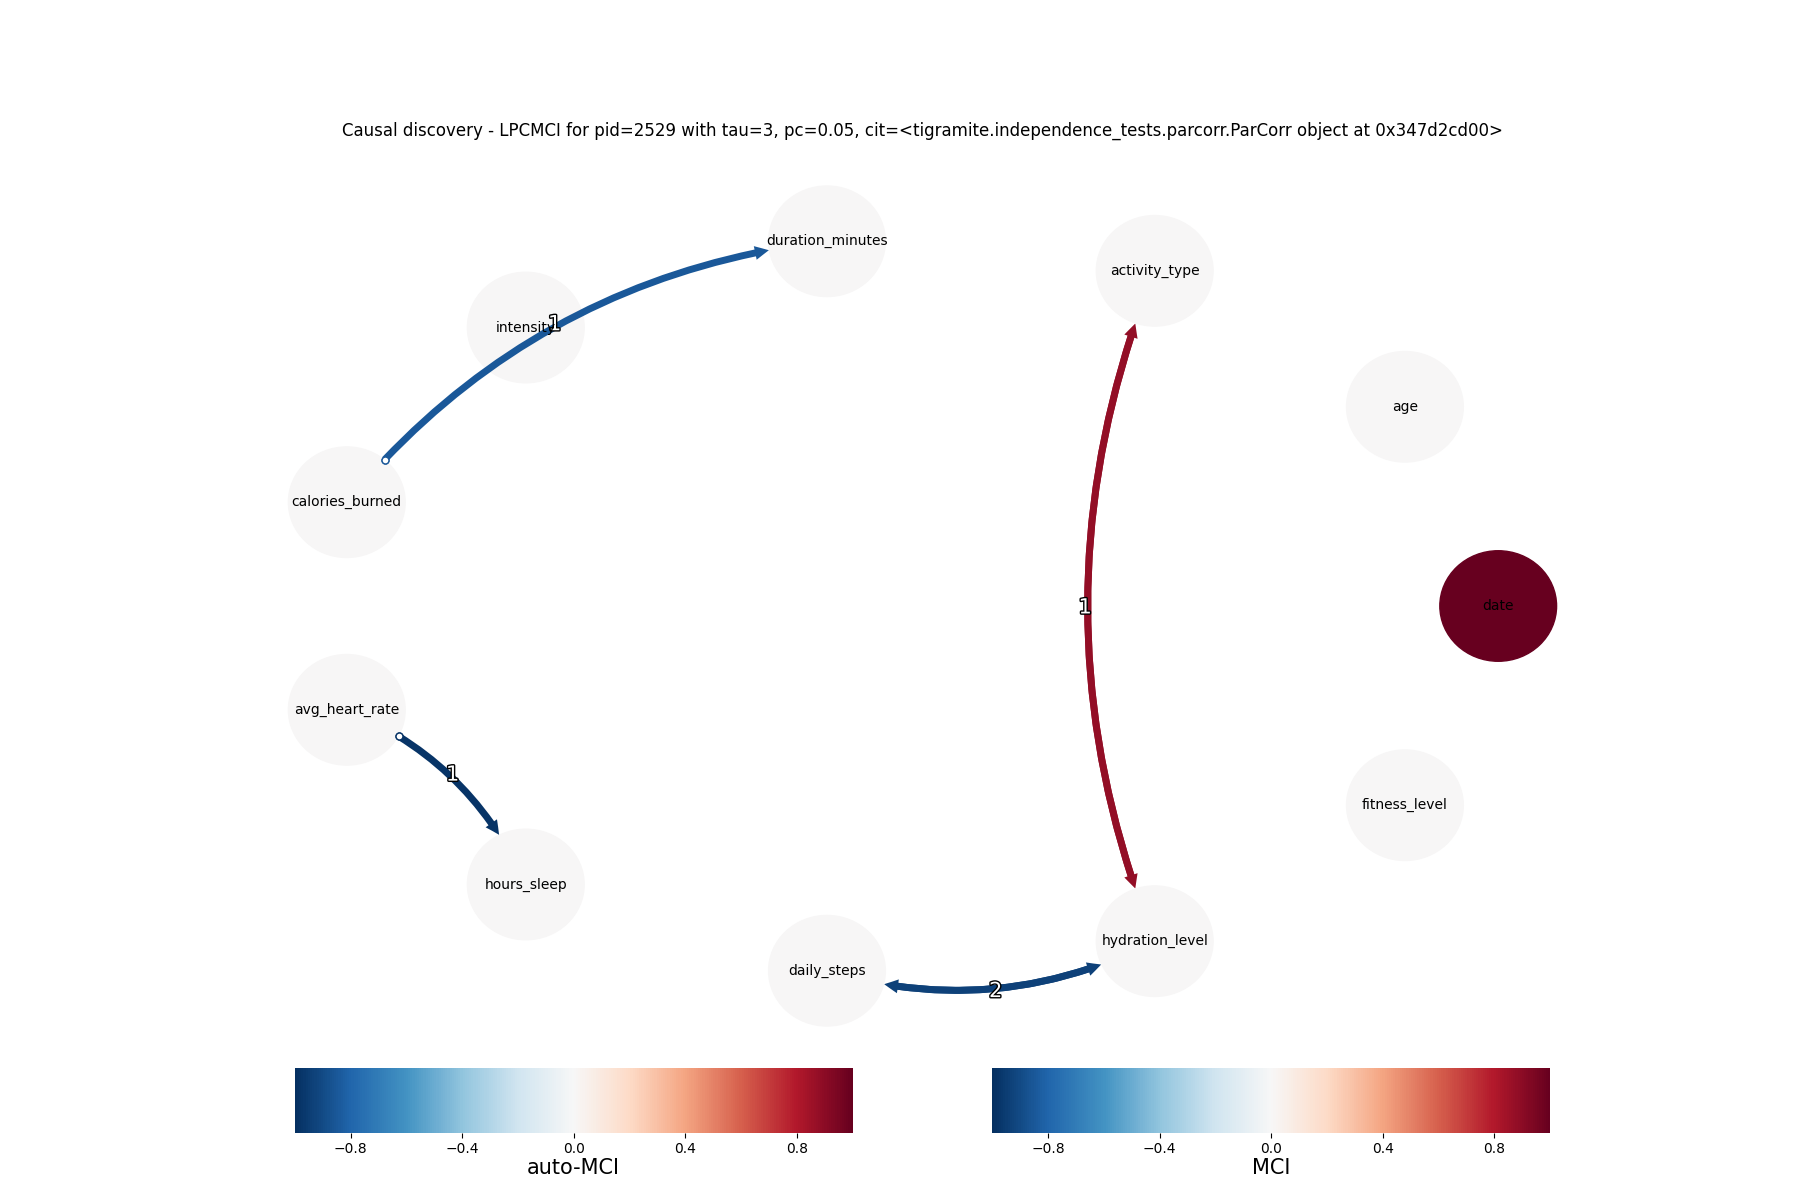 Causal discovery - LPCMCI for pid=2529 with tau=3, pc=0.05, cit=<tigramite.independence_tests.parcorr.ParCorr object at 0x347d2cd00>
duration_minutes
activity_type
intensity
1
age
calories_burned
date
1
avg_heart_rate
1
fitness_level
hours_sleep
hydration_level
daily_steps
2
−0.8 −0.4 0.0 0.4 0.8
auto-MCI
−0.8 −0.4 0.0 0.4 0.8
MCI